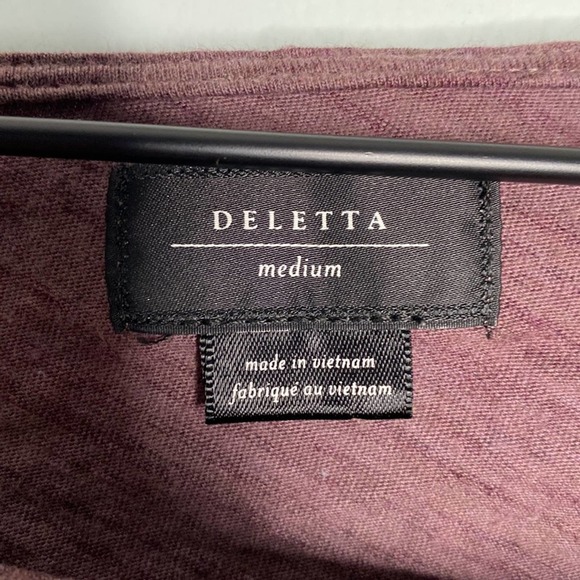 DELETTA
medium
made in vietnam
fabriqué au vietnam